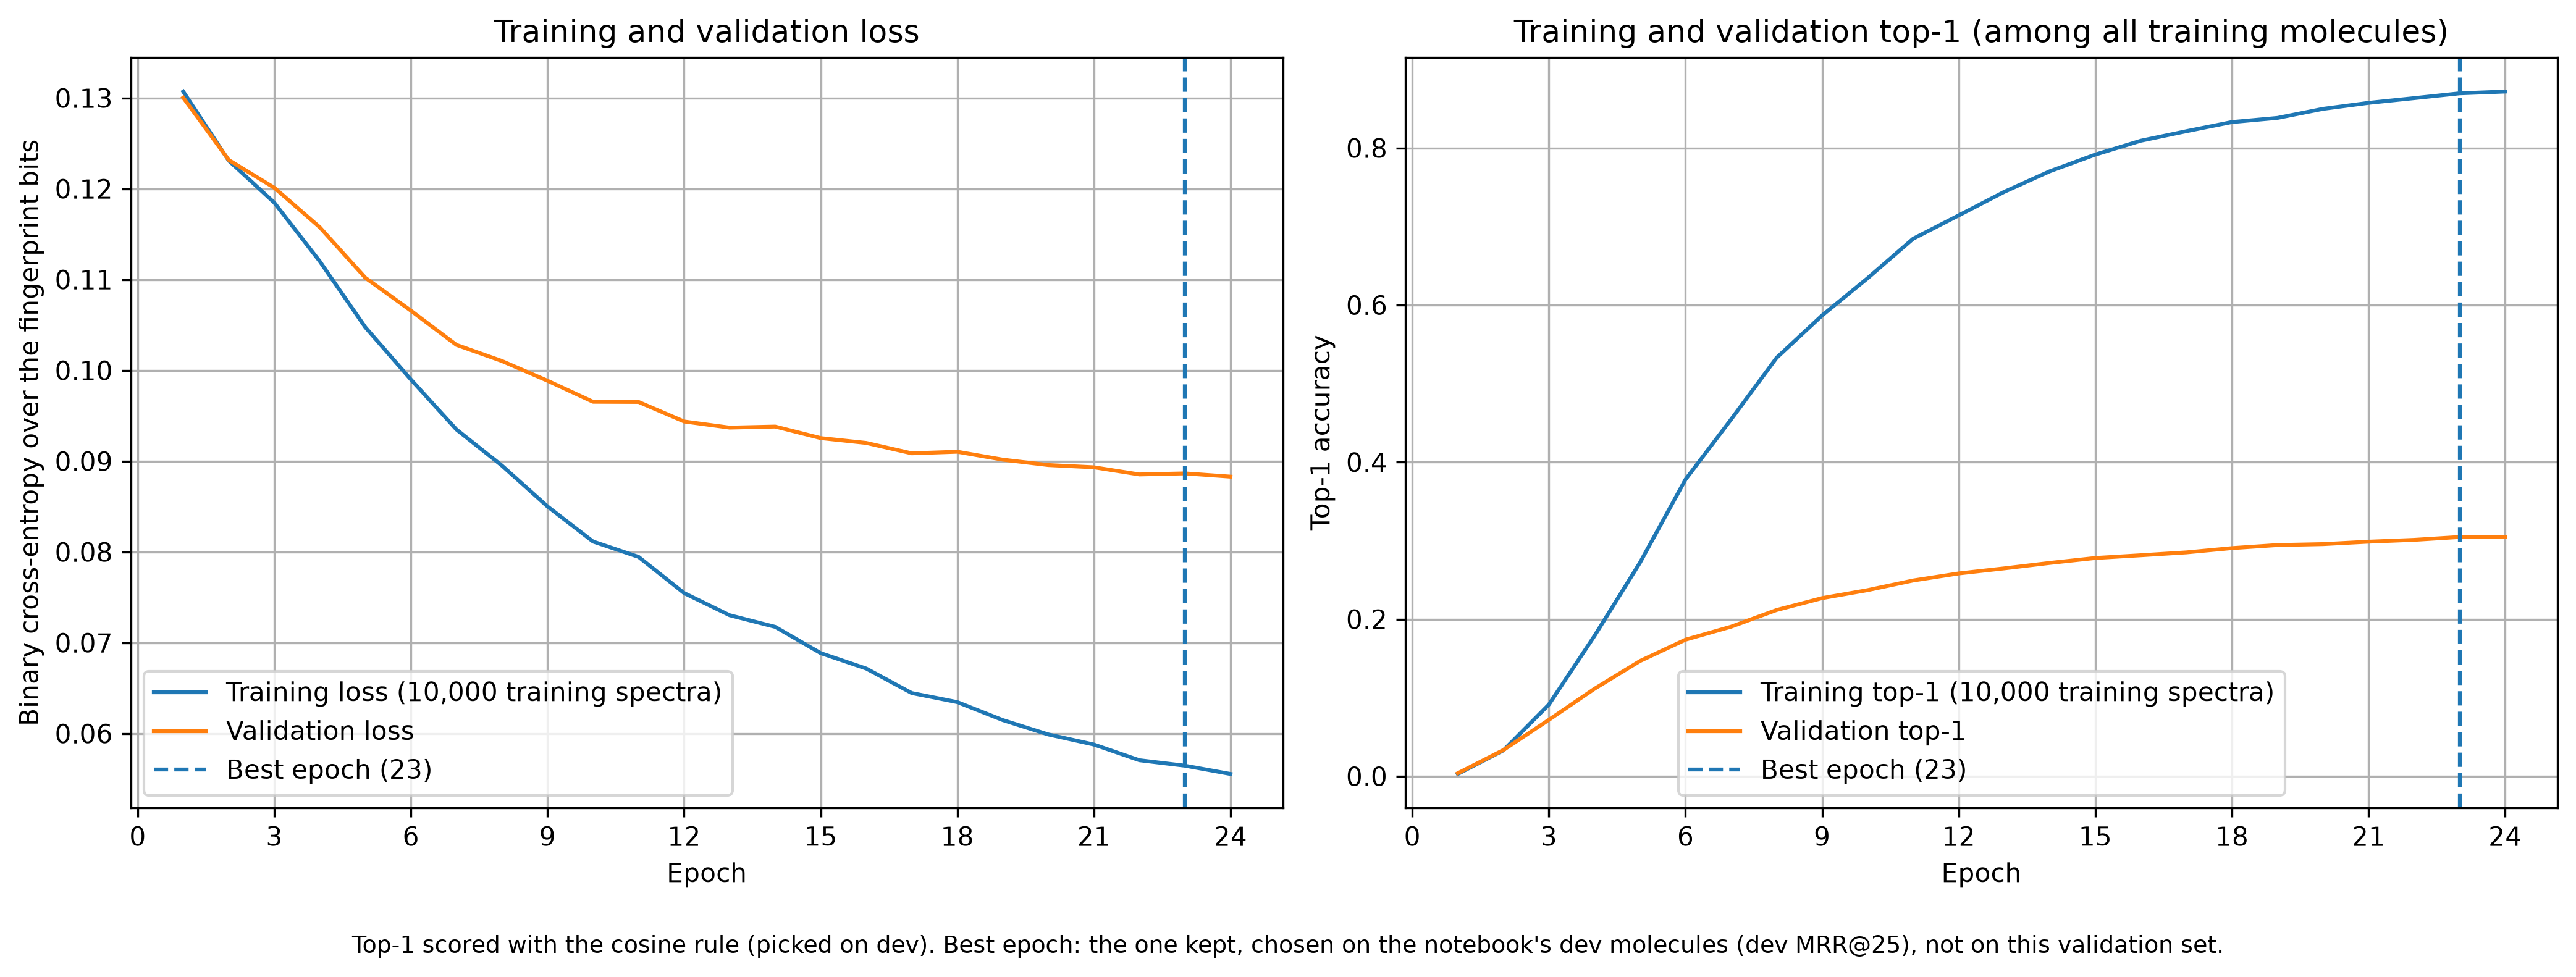 Training and validation loss
Binary cross-entropy over the fingerprint bits
0.13
0.12
0.11
0.10
0.09
0.08
0.07
0.06
Training loss (10,000 training spectra)
Validation loss
Best epoch (23)
0 3 6 9 12 15 18 21 24
Epoch
Training and validation top-1 (among all training molecules)
Top-1 accuracy
0.8
0.6
0.4
0.2
0.0
Training top-1 (10,000 training spectra)
Validation top-1
Best epoch (23)
0 3 6 9 12 15 18 21 24
Epoch
Top-1 scored with the cosine rule (picked on dev). Best epoch: the one kept, chosen on the notebook's dev molecules (dev MRR@25), not on this validation set.